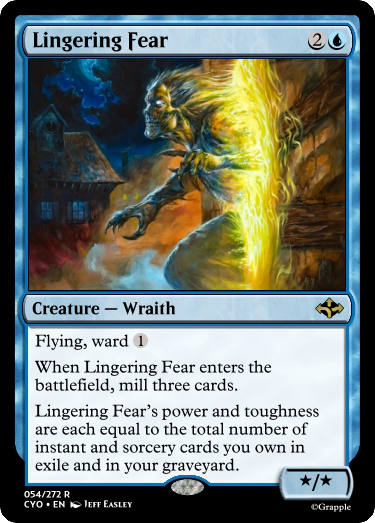 Lingering Fear 2
Creature — Wraith
Flying, ward 1
When Lingering Fear enters the
battlefield, mill three cards.
Lingering Fear's power and toughness
are each equal to the total number of
instant and sorcery cards you own in
exile and in your graveyard.
★/★
054/272 R
CYO • EN Jeff Easley
©Grapple